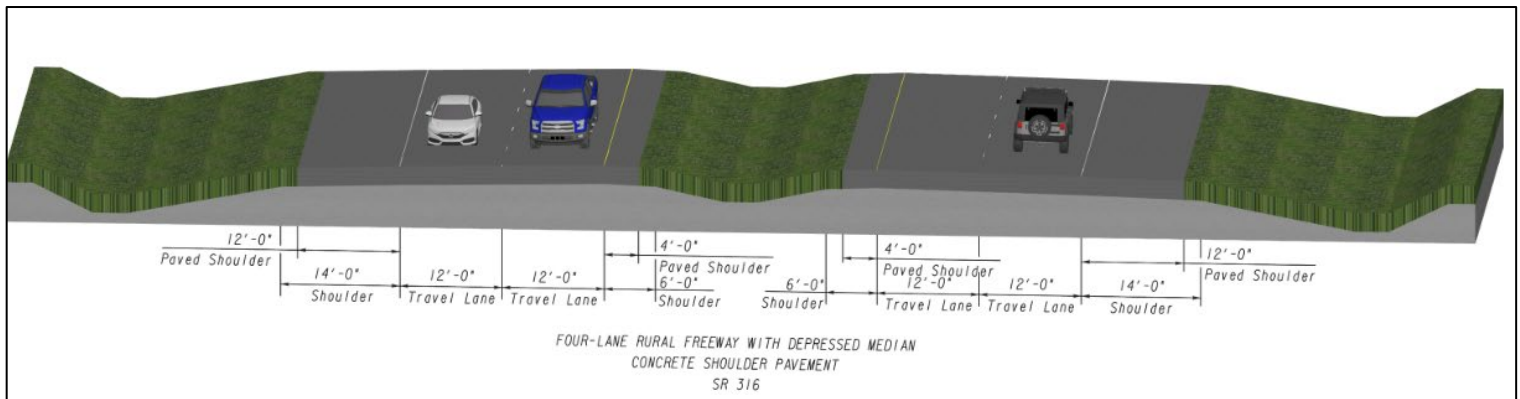 12'-0"
Paved Shoulder
14'-0"
Shoulder
12'-0"
Travel Lane
12'-0"
Travel Lane
4'-0"
Paved Shoulder
6'-0"
Shoulder
6'-0"
Shoulder
4'-0"
Paved Shoulder
12'-0"
Travel Lane
12'-0"
Travel Lane
14'-0"
Shoulder
12'-0"
Paved Shoulder
FOUR-LANE RURAL FREEWAY WITH DEPRESSED MEDIAN
CONCRETE SHOULDER PAVEMENT
SR 316